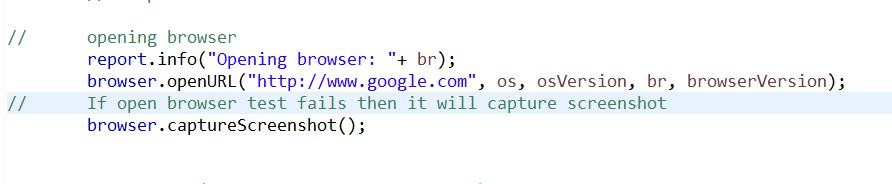 // opening browser
report.info("Opening browser: "+ br);
browser.openURL("http://www.google.com", os, osVersion, br, browserVersion);
// If open browser test fails then it will capture screenshot
browser.captureScreenshot();